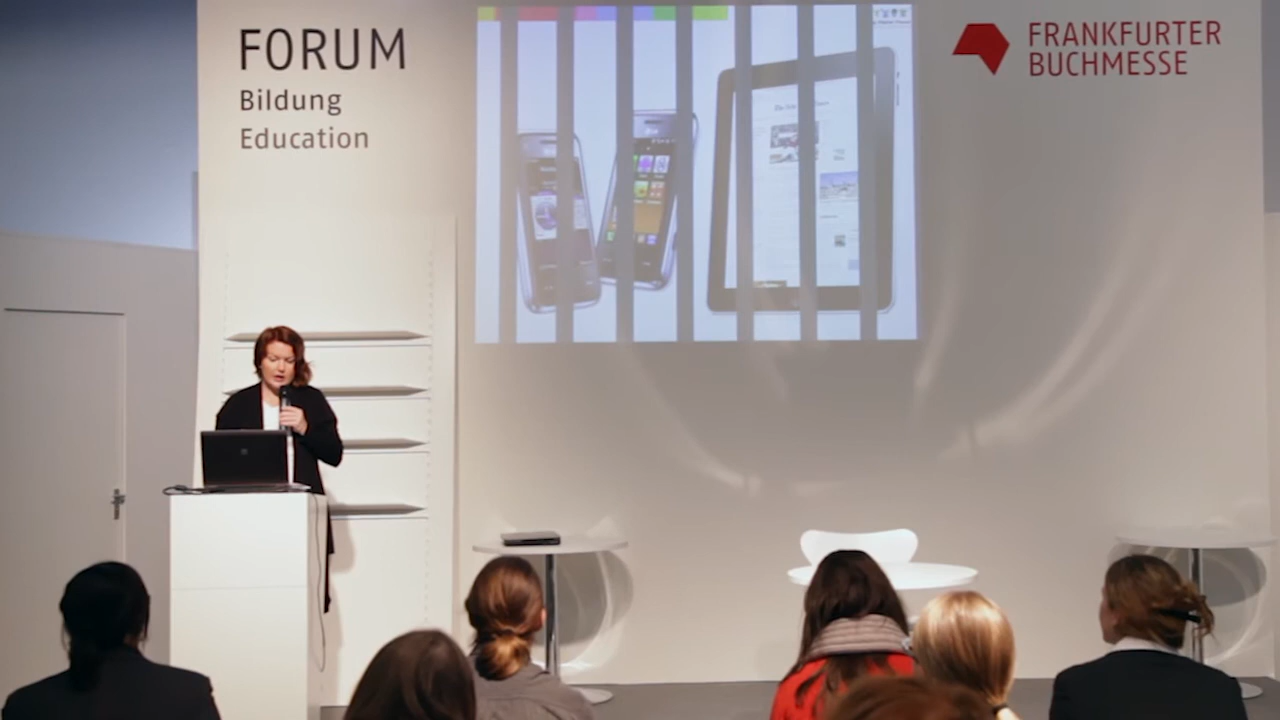 FORUM
Bildung
Education
FRANKFURTER
BUCHMESSE